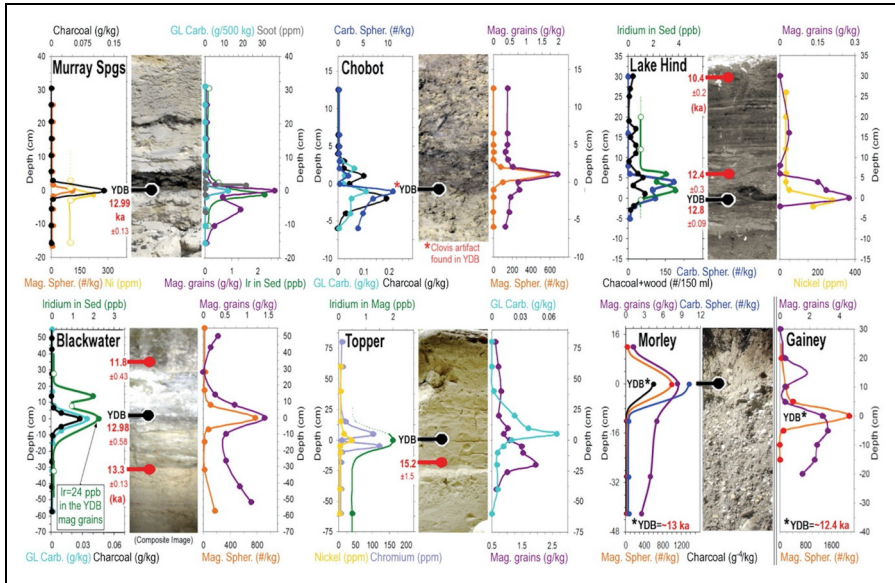 Charcoal (g/kg)
0 0.075 0.15
GL Carb. (g/500 kg) Soot (ppm)
0 10 20 30
Carb. Spher. (#/kg)
0 5 10
Mag. grains (g/kg)
0 0.5 1 1.5 2
Iridium in Sed (ppb)
0 2 4
Mag. grains (g/kg)
0 0.15 0.3
Murray Spgs
Chobot
Lake Hind
Depth (cm)
YDB
12.99
ka
±0.13
YDB
*
10.4
±0.2
(ka)
12.4
±0.3
YDB
12.8
±0.09
*Clovis artifact
found in YDB
0 150 300
Mag. Spher. (#/kg) Ni (ppm)
0 1 2
Mag. grains (g/kg) Ir in Sed (ppb)
0 0.1 0.2
GL Carb. (g/kg) Charcoal (g/kg)
0 200 400 600
Mag. Spher. (#/kg)
Carb. Spher. (#/kg)
Charcoal+wood (#/150 ml)
0 200 400
Nickel (ppm)
Iridium in Sed (ppb)
0 1 2 3
Mag. grains (g/kg)
0 0.5 1 1.5
Iridium in Mag (ppb)
0 1 2
GL Carb. (g/kg)
0 0.03 0.06
Mag. grains (g/kg) Carb. Spher. (#/kg)
0 3 6 9 12
Mag. grains (g/kg)
0 2 4
Blackwater
Topper
Morley
Gainey
Depth (cm)
11.8
±0.43
YDB
12.98
±0.56
13.3
±0.13
(ka)
YDB
15.2
±1.5
YDB*
YDB*
Ir=24 ppb
in the YDB
mag grains
(Composite Image)
*YDB=~13 ka
*YDB=~12.4 ka
0 0.03 0.06
GL Carb. (g/kg) Charcoal (g/kg)
0 400 800
Mag. Spher. (#/kg)
0 50 100 150 200
Nickel (ppm) Chromium (ppm)
0.5 1 1.5 2 2.5
Mag. grains (g/kg)
0 400 800 1200
Mag. Spher. (#/kg) Charcoal (g⁻⁴/kg)
0 1000 2000
Mag. Spher. (#/kg)